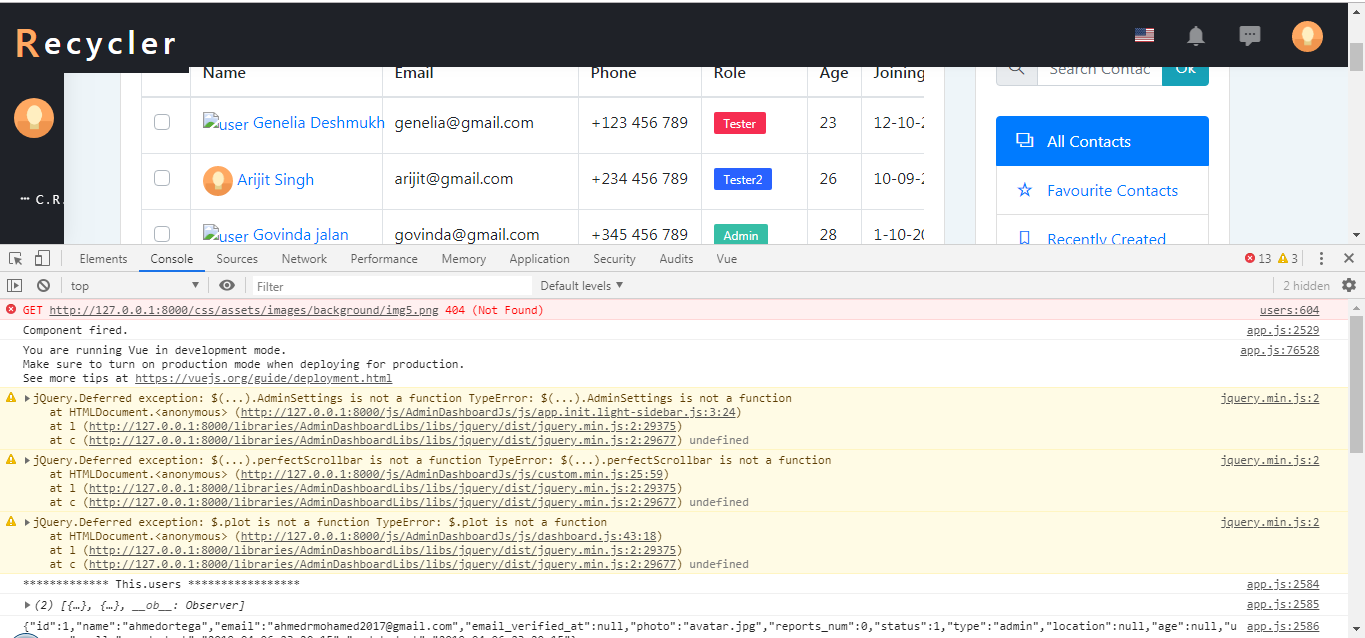 Recycler
Name Email Phone Role Age Joining
Search Contac Ok
user Genelia Deshmukh genelia@gmail.com +123 456 789 Tester 23 12-10-2
All Contacts
Arijit Singh arijit@gmail.com +234 456 789 Tester2 26 10-09-2
Favourite Contacts
··· C.R.
user Govinda jalan govinda@gmail.com +345 456 789 Admin 28 1-10-20
Recently Created
Elements Console Sources Network Performance Memory Application Security Audits Vue 13 3
top Filter Default levels 2 hidden
GET http://127.0.0.1:8000/css/assets/images/background/img5.png 404 (Not Found) users:604
Component fired. app.js:2529
You are running Vue in development mode. app.js:76528
Make sure to turn on production mode when deploying for production.
See more tips at https://vuejs.org/guide/deployment.html
jQuery.Deferred exception: $(...).AdminSettings is not a function TypeError: $(...).AdminSettings is not a function jquery.min.js:2
at HTMLDocument.<anonymous> (http://127.0.0.1:8000/js/AdminDashboardJs/js/app.init.light-sidebar.js:3:24)
at l (http://127.0.0.1:8000/libraries/AdminDashboardLibs/libs/jquery/dist/jquery.min.js:2:29375)
at c (http://127.0.0.1:8000/libraries/AdminDashboardLibs/libs/jquery/dist/jquery.min.js:2:29677) undefined
jQuery.Deferred exception: $(...).perfectScrollbar is not a function TypeError: $(...).perfectScrollbar is not a function jquery.min.js:2
at HTMLDocument.<anonymous> (http://127.0.0.1:8000/js/AdminDashboardJs/js/custom.min.js:25:59)
at l (http://127.0.0.1:8000/libraries/AdminDashboardLibs/libs/jquery/dist/jquery.min.js:2:29375)
at c (http://127.0.0.1:8000/libraries/AdminDashboardLibs/libs/jquery/dist/jquery.min.js:2:29677) undefined
jQuery.Deferred exception: $.plot is not a function TypeError: $.plot is not a function jquery.min.js:2
at HTMLDocument.<anonymous> (http://127.0.0.1:8000/js/AdminDashboardJs/js/dashboard.js:43:18)
at l (http://127.0.0.1:8000/libraries/AdminDashboardLibs/libs/jquery/dist/jquery.min.js:2:29375)
at c (http://127.0.0.1:8000/libraries/AdminDashboardLibs/libs/jquery/dist/jquery.min.js:2:29677) undefined
************* This.users ***************** app.js:2584
(2) [{…}, {…}, __ob__: Observer] app.js:2585
{"id":1,"name":"ahmedortega","email":"ahmedrmohamed2017@gmail.com","email_verified_at":null,"photo":"avatar.jpg","reports_num":0,"status":1,"type":"admin","location":null,"age":null,"u app.js:2586